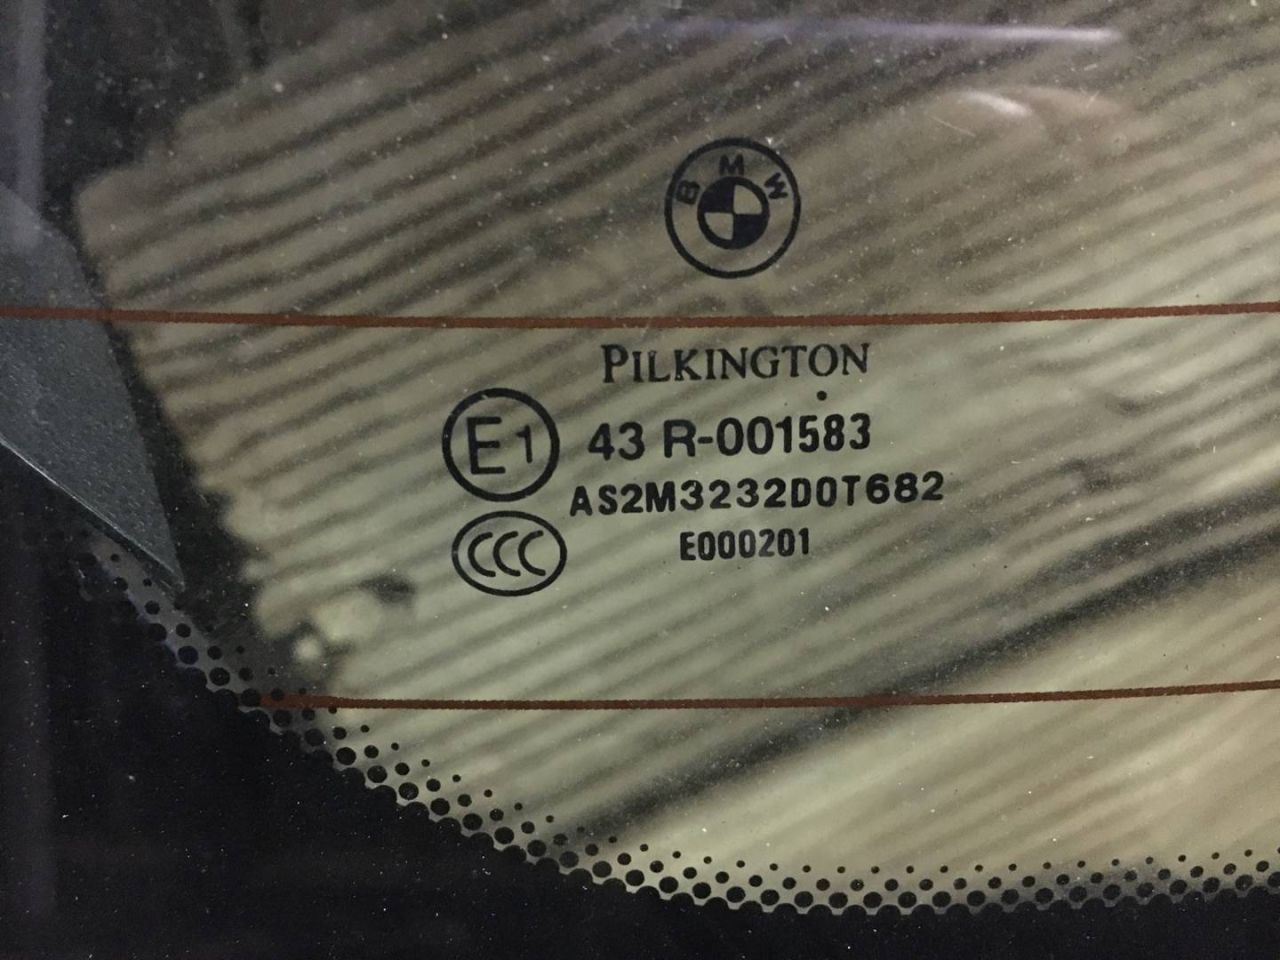 BMW
PILKINGTON
E1 43 R-001583
AS2M3232D0T682
CCC E000201